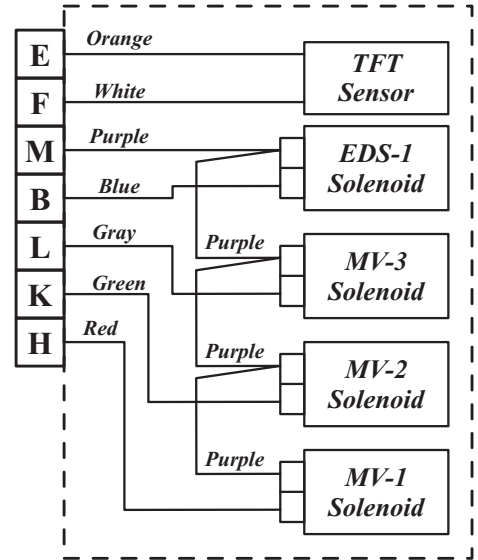 E
Orange
TFT
Sensor
F
White
M
Purple
EDS-1
Solenoid
B
Blue
L
Gray
Purple
MV-3
Solenoid
K
Green
H
Red
Purple
MV-2
Solenoid
Purple
MV-1
Solenoid